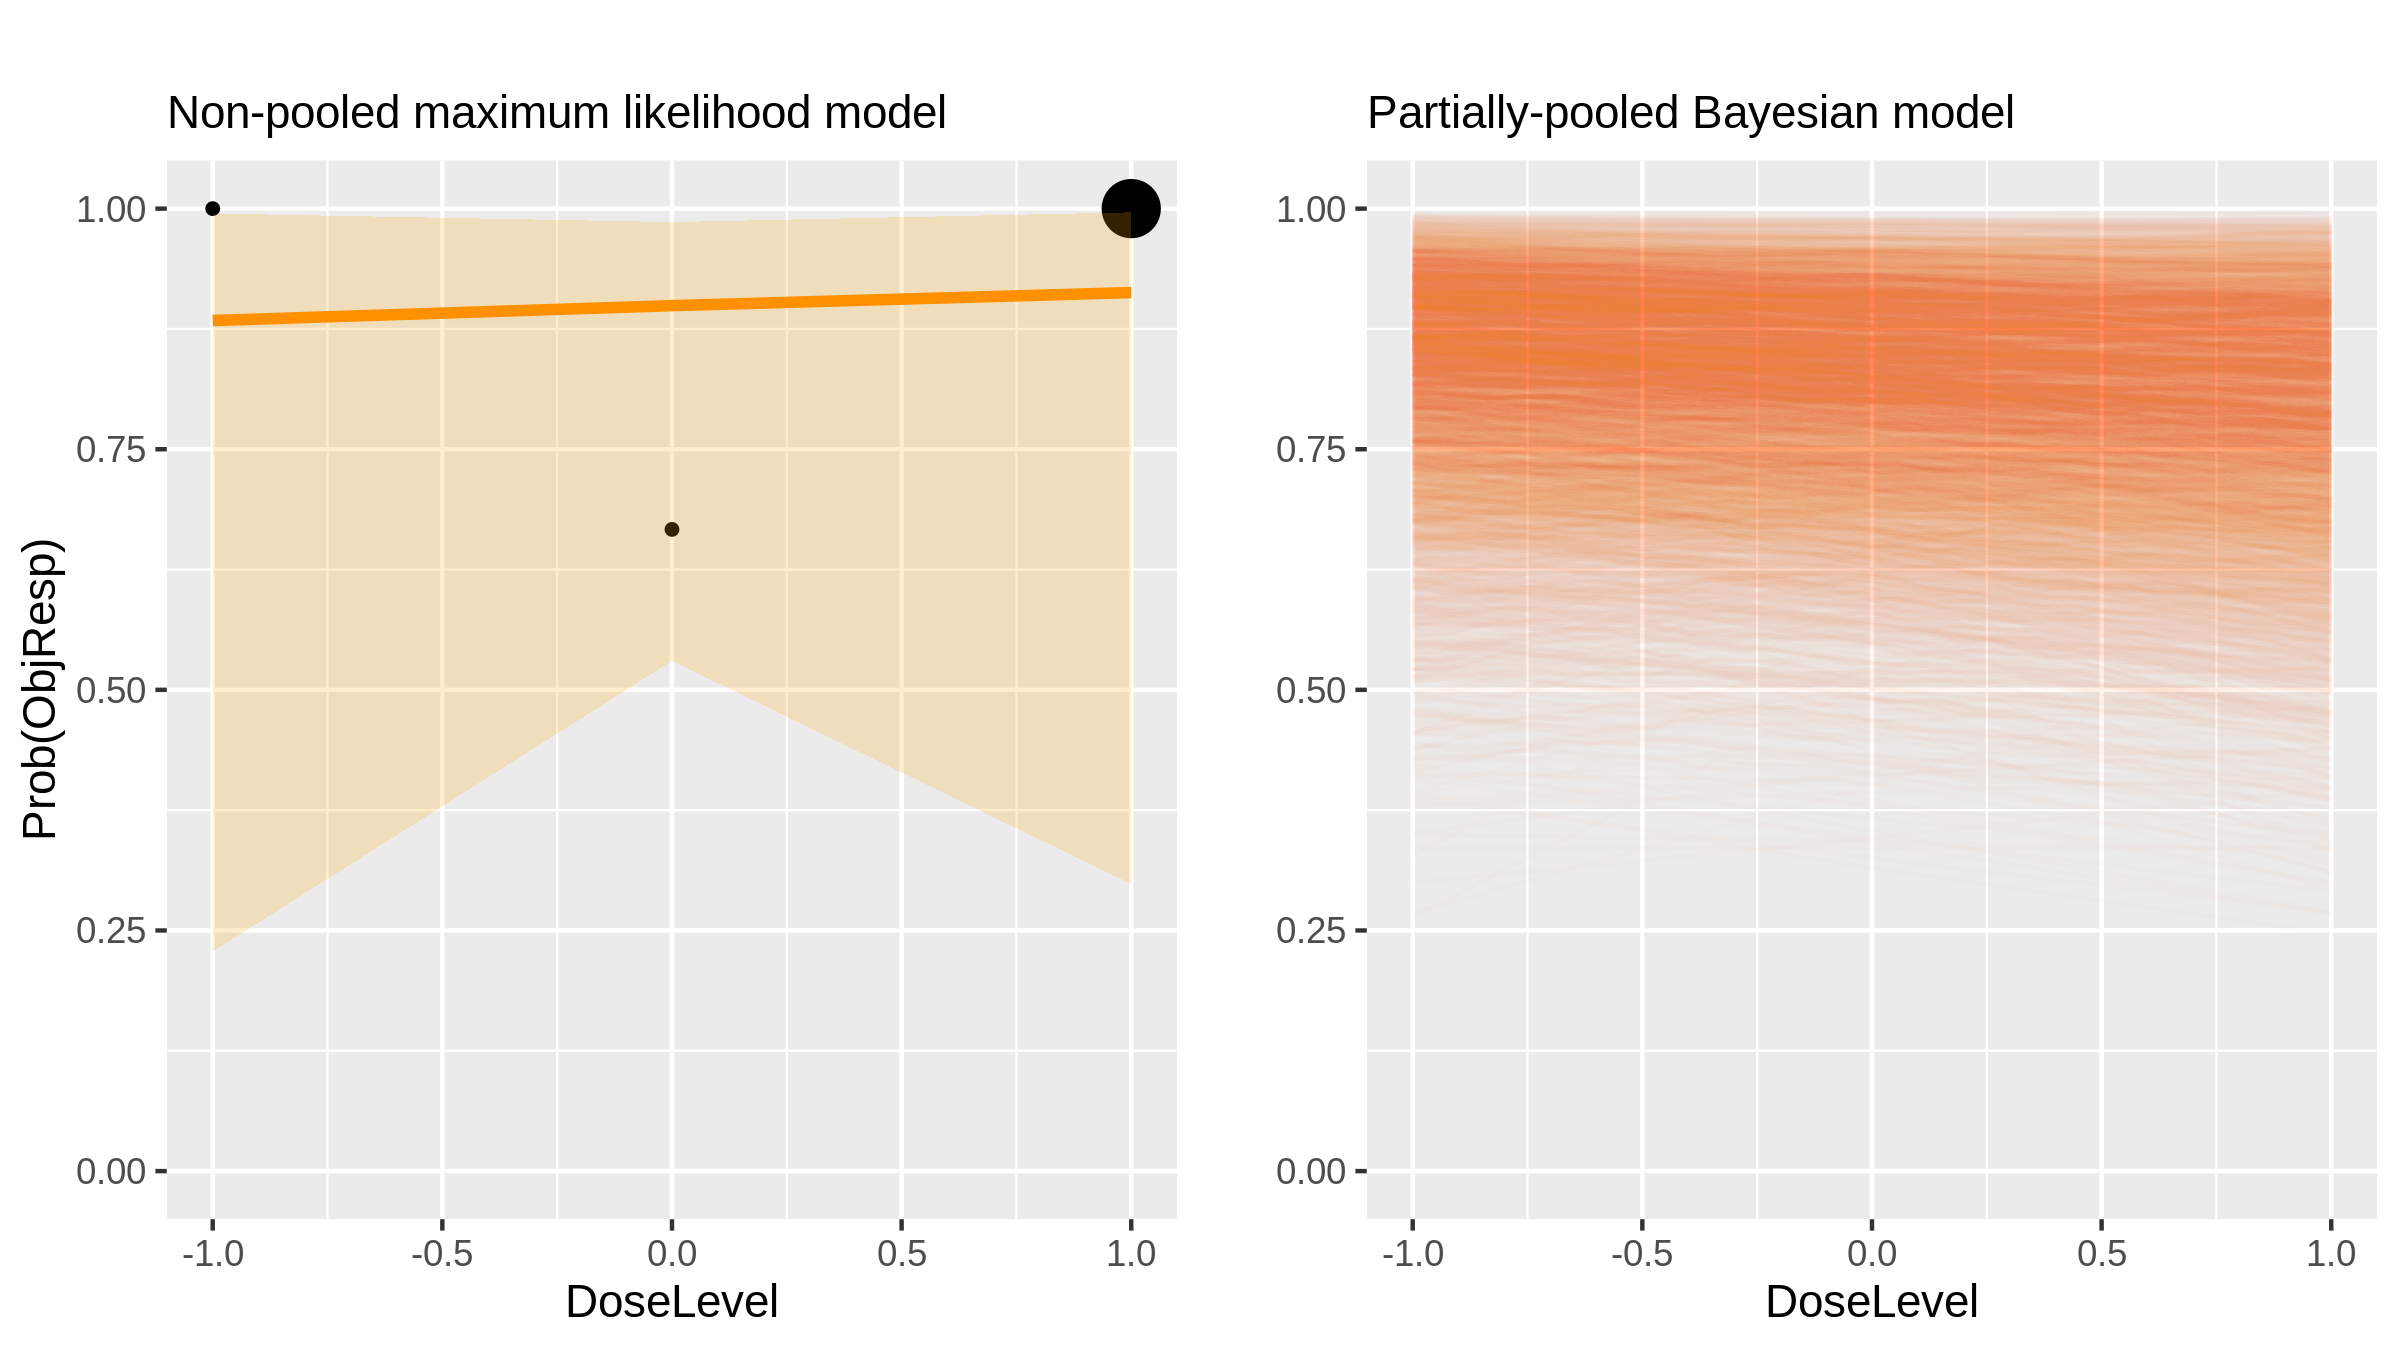 Non-pooled maximum likelihood model
Prob(ObjResp)
1.00
0.75
0.50
0.25
0.00
-1.0 -0.5 0.0 0.5 1.0
DoseLevel
Partially-pooled Bayesian model
1.00
0.75
0.50
0.25
0.00
-1.0 -0.5 0.0 0.5 1.0
DoseLevel